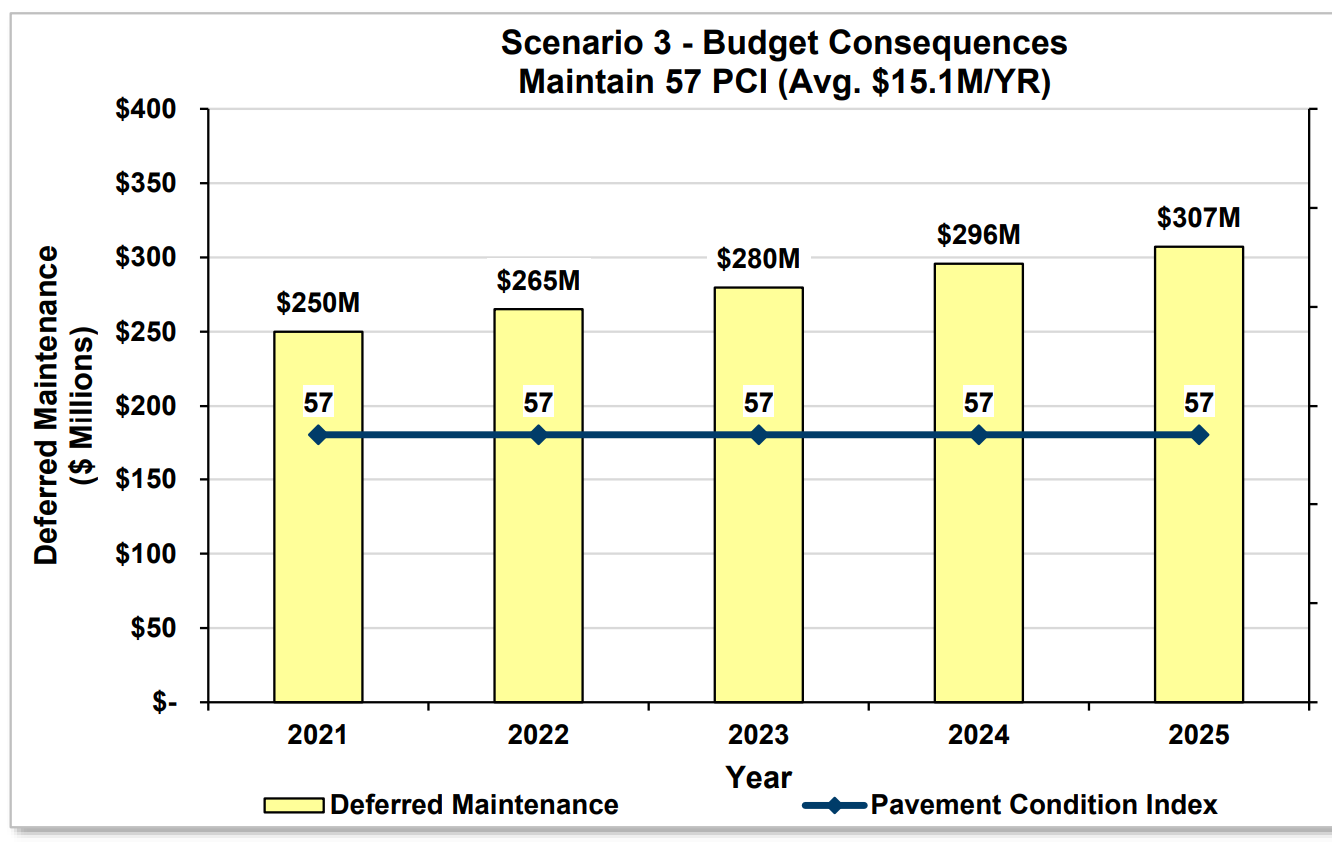 Scenario 3 - Budget Consequences
Maintain 57 PCI (Avg. $15.1M/YR)
Deferred Maintenance
($ Millions)
$400
$350
$300
$250
$200
$150
$100
$50
$-
$250M
$265M
$280M
$296M
$307M
57
57
57
57
57
2021
2022
2023
2024
2025
Year
Deferred Maintenance
Pavement Condition Index